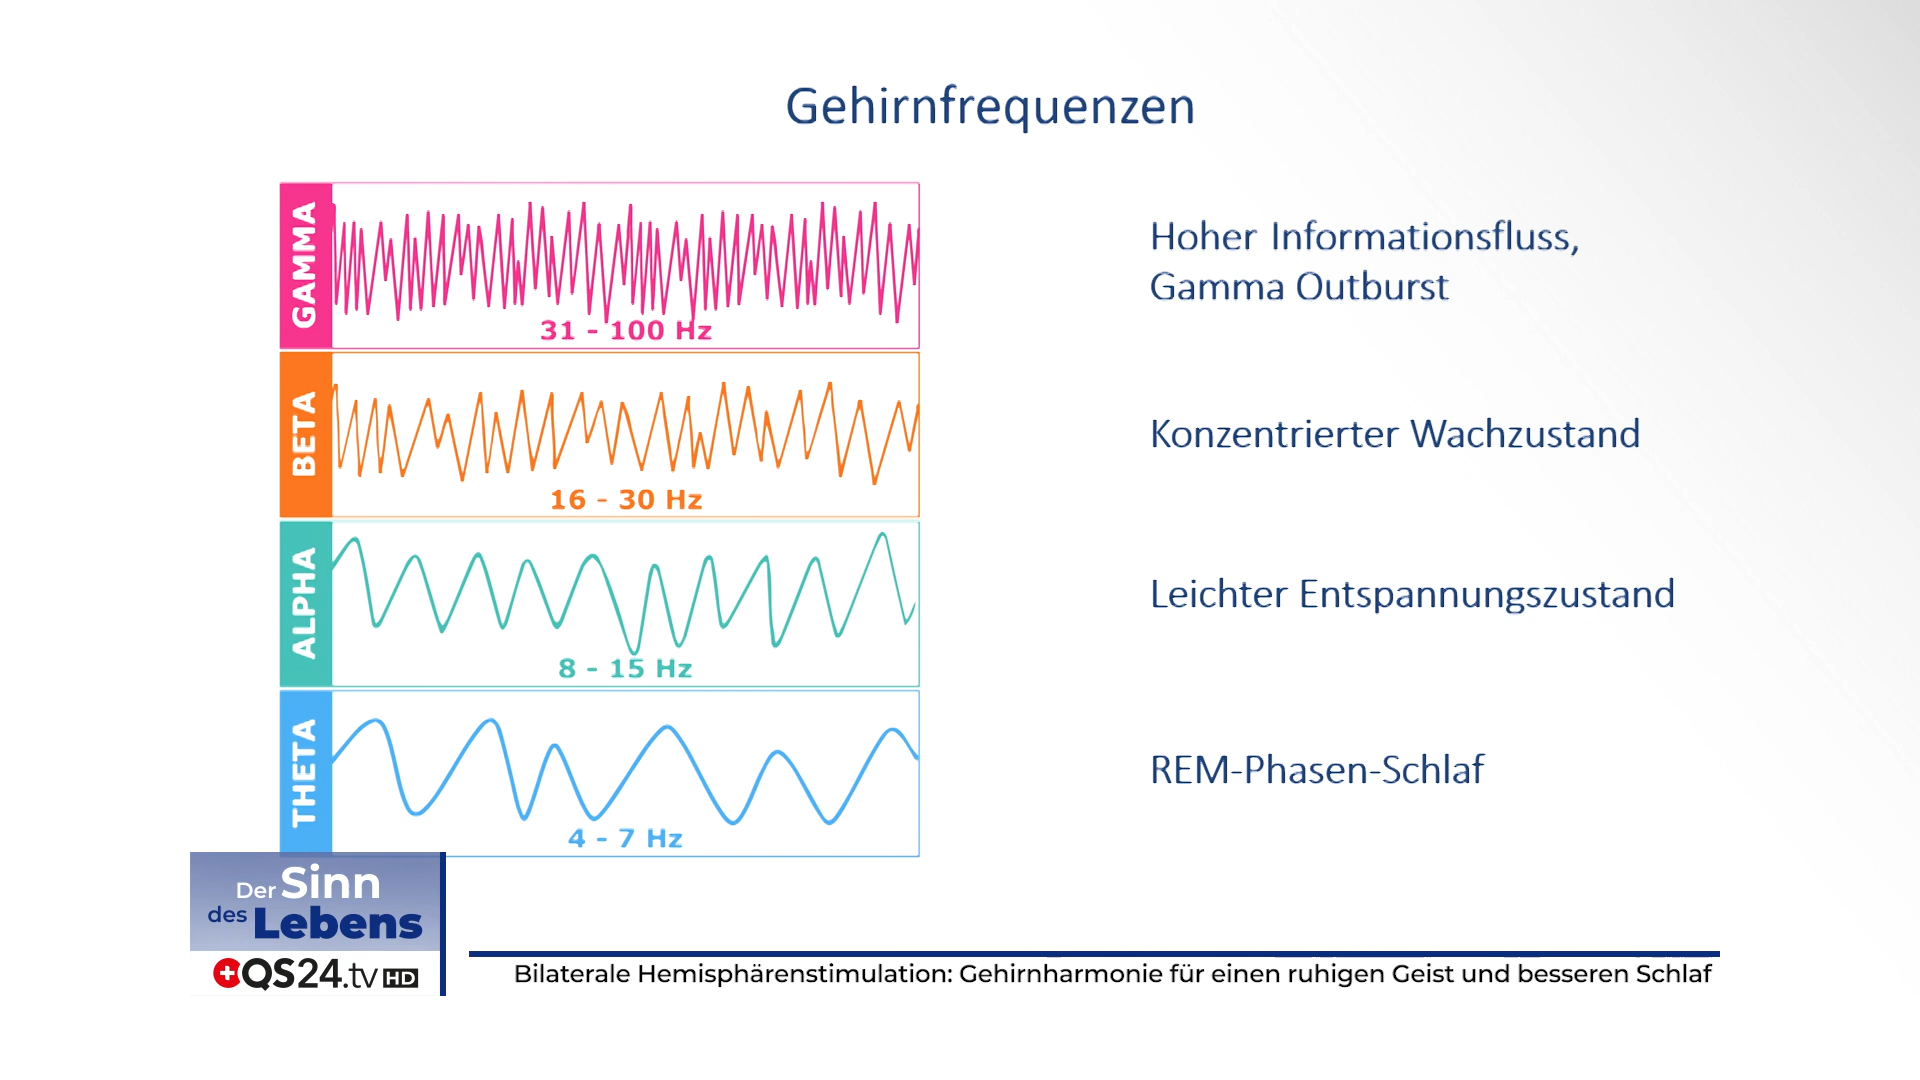 Gehirnfrequenzen
GAMMA
31 - 100 Hz
Hoher Informationsfluss,
Gamma Outburst
BETA
16 - 30 Hz
Konzentrierter Wachzustand
ALPHA
8 - 15 Hz
Leichter Entspannungszustand
THETA
4 - 7 Hz
REM-Phasen-Schlaf
Der Sinn
des Lebens
QS24.tv HD
Bilaterale Hemisphärenstimulation: Gehirnharmonie für einen ruhigen Geist und besseren Schlaf